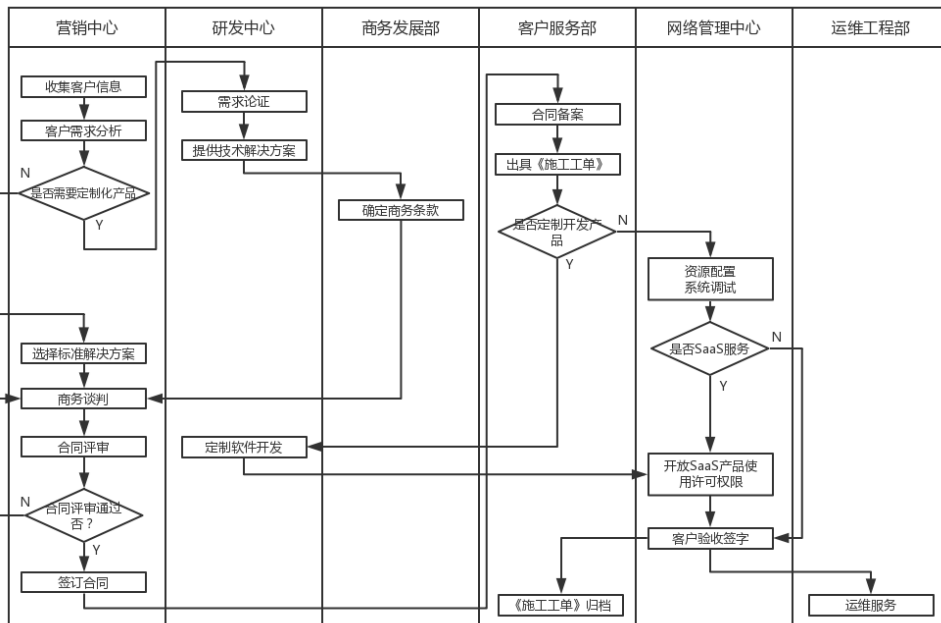 营销中心
研发中心
商务发展部
客户服务部
网络管理中心
运维工程部
收集客户信息
客户需求分析
N
是否需要定制化产品
Y
需求论证
提供技术解决方案
确定商务条款
合同备案
出具《施工工单》
是否定制开发产
品
N
Y
资源配置
系统调试
是否SaaS服务
N
Y
选择标准解决方案
商务谈判
合同评审
定制软件开发
开放SaaS产品使
用许可权限
N
合同评审通过
否？
Y
签订合同
客户验收签字
《施工工单》归档
运维服务